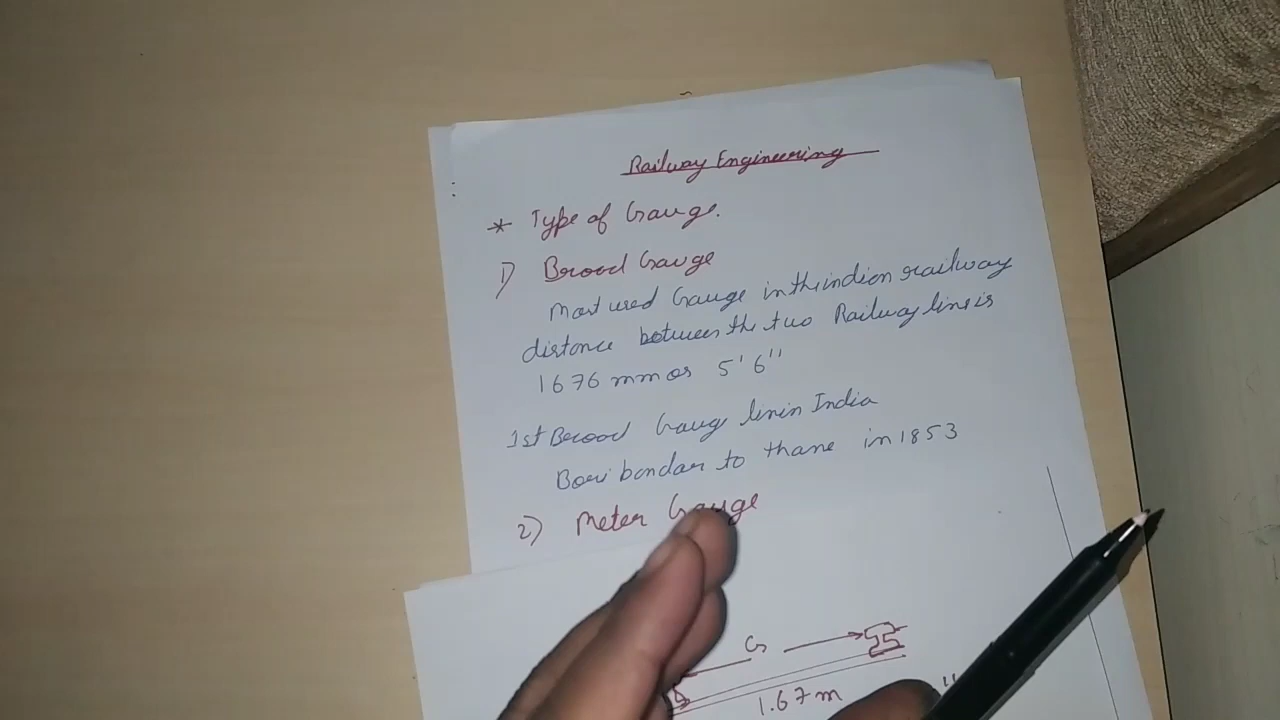 Railway Engineering
* Type of Gauge.
1) Broad Gauge
most used Gauge in the indian railway
distance between the two Railway line is
1676 mm or 5' 6"
1st Broad Gauge line in India
Bori bandar to thane in 1853
2) Meter Gauge
G
1.67 m "